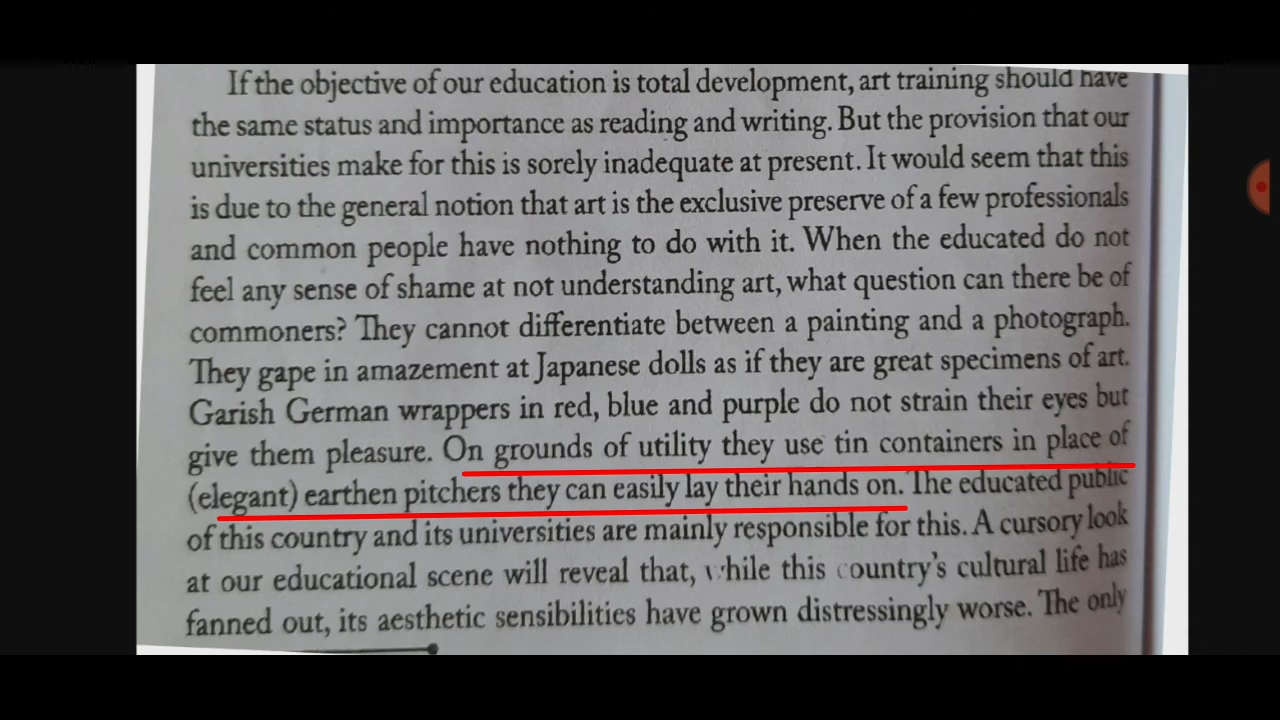 If the objective of our education is total development, art training should have
the same status and importance as reading and writing. But the provision that our
universities make for this is sorely inadequate at present. It would seem that this
is due to the general notion that art is the exclusive preserve of a few professionals
and common people have nothing to do with it. When the educated do not
feel any sense of shame at not understanding art, what question can there be of
commoners? They cannot differentiate between a painting and a photograph.
They gape in amazement at Japanese dolls as if they are great specimens of art.
Garish German wrappers in red, blue and purple do not strain their eyes but
give them pleasure. On grounds of utility they use tin containers in place of
(elegant) earthen pitchers they can easily lay their hands on. The educated public
of this country and its universities are mainly responsible for this. A cursory look
at our educational scene will reveal that, while this country's cultural life has
fanned out, its aesthetic sensibilities have grown distressingly worse. The only